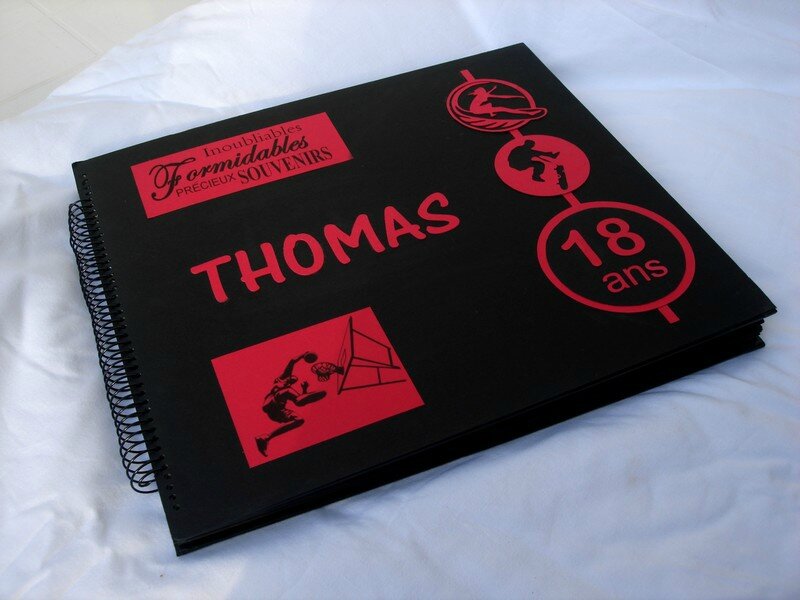 Inoubliables
Formidables
PRÉCIEUX SOUVENIRS
THOMAS
18
ans